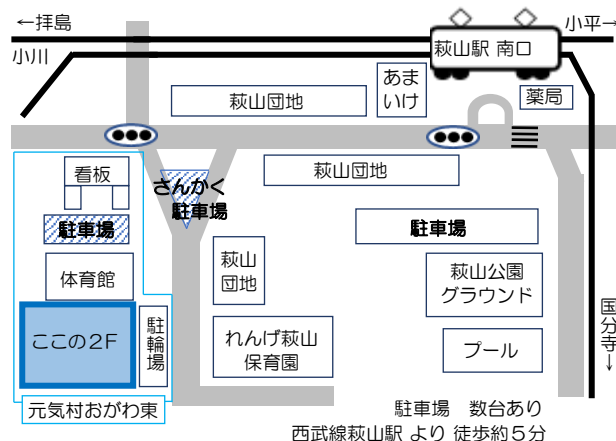 ←拝島
小平→
小川
萩山駅 南口
あま
いけ
薬局
萩山団地
萩山団地
看板
さんかく
駐車場
駐車場
駐車場
体育館
萩山
団地
萩山公園
グラウンド
国分寺→
ここの２Ｆ
駐輪場
れんげ萩山
保育園
プール
元気村おがわ東
駐車場　数台あり
西武線萩山駅 より 徒歩約５分